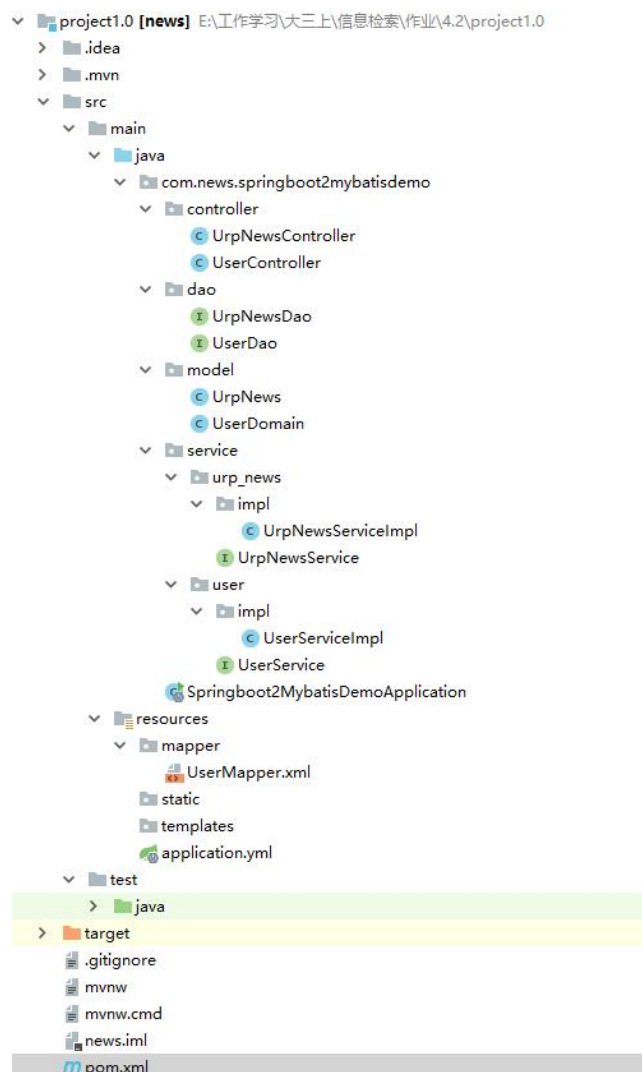 project1.0 [news] E:\工作学习\大三上\信息检索\作业\4.2\project1.0
.idea
.mvn
src
main
java
com.news.springboot2mybatisdemo
controller
UrpNewsController
UserController
dao
UrpNewsDao
UserDao
model
UrpNews
UserDomain
service
urp_news
impl
UrpNewsServiceImpl
UrpNewsService
user
impl
UserServiceImpl
UserService
Springboot2MybatisDemoApplication
resources
mapper
UserMapper.xml
static
templates
application.yml
test
java
target
.gitignore
mvnw
mvnw.cmd
news.iml
pom.xml